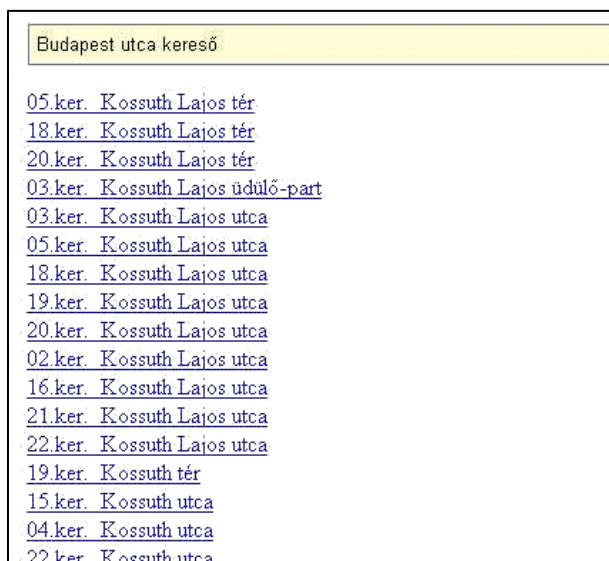 Budapest utca kereső
05.ker. Kossuth Lajos tér
18.ker. Kossuth Lajos tér
20.ker. Kossuth Lajos tér
03.ker. Kossuth Lajos üdülő-part
03.ker. Kossuth Lajos utca
05.ker. Kossuth Lajos utca
18.ker. Kossuth Lajos utca
19.ker. Kossuth Lajos utca
20.ker. Kossuth Lajos utca
02.ker. Kossuth Lajos utca
16.ker. Kossuth Lajos utca
21.ker. Kossuth Lajos utca
22.ker. Kossuth Lajos utca
19.ker. Kossuth tér
15.ker. Kossuth utca
04.ker. Kossuth utca
22.ker. Kossuth utca